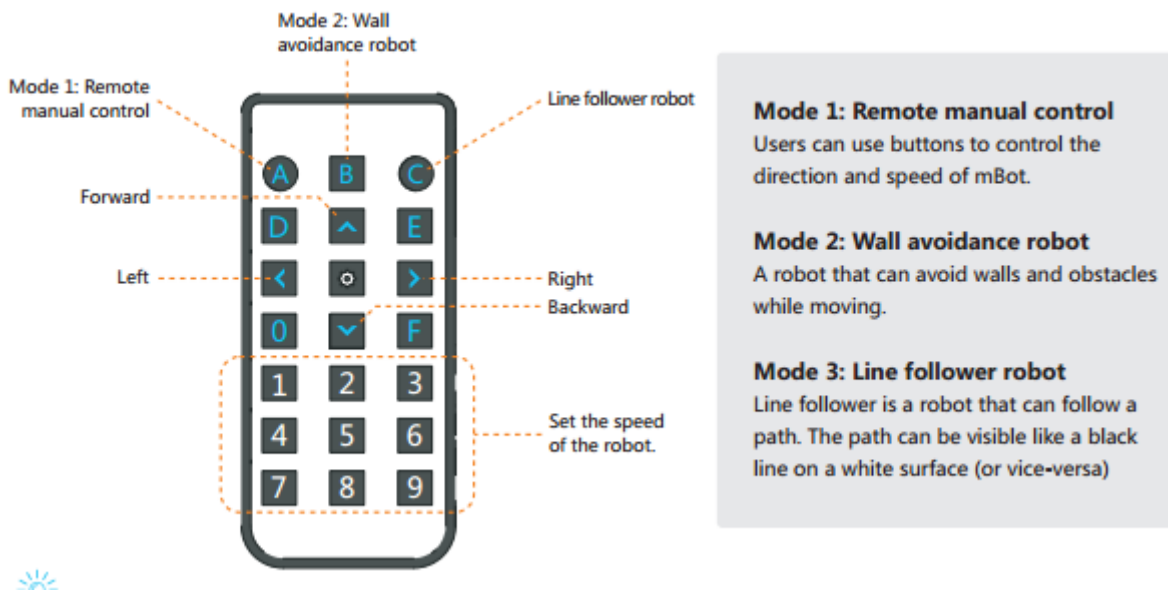 Mode 2: Wall
avoidance robot
Mode 1: Remote
manual control
Line follower robot
A B C
Forward
D E
Left
Right
Backward
0 F
1 2 3
4 5 6
Set the speed
of the robot.
7 8 9
Mode 1: Remote manual control
Users can use buttons to control the
direction and speed of mBot.
Mode 2: Wall avoidance robot
A robot that can avoid walls and obstacles
while moving.
Mode 3: Line follower robot
Line follower is a robot that can follow a
path. The path can be visible like a black
line on a white surface (or vice-versa)